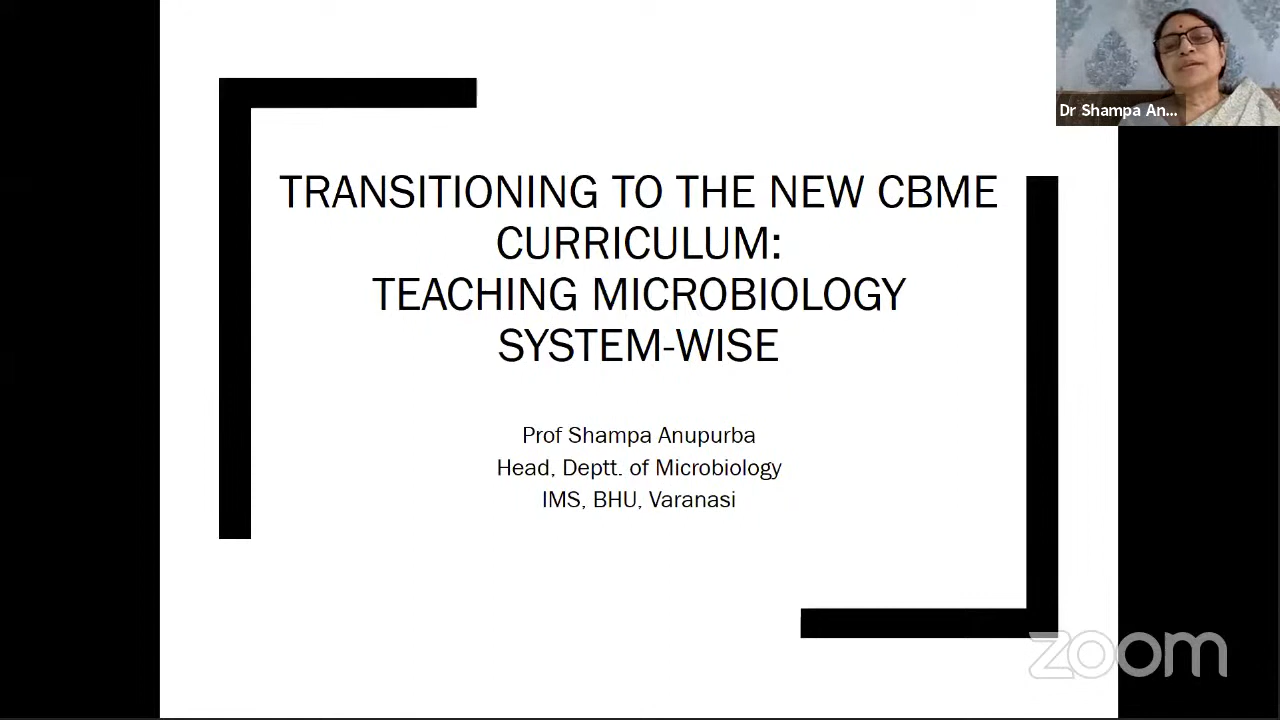 Dr Shampa An...
TRANSITIONING TO THE NEW CBME
CURRICULUM:
TEACHING MICROBIOLOGY
SYSTEM-WISE
Prof Shampa Anupurba
Head, Deptt. of Microbiology
IMS, BHU, Varanasi
zoom